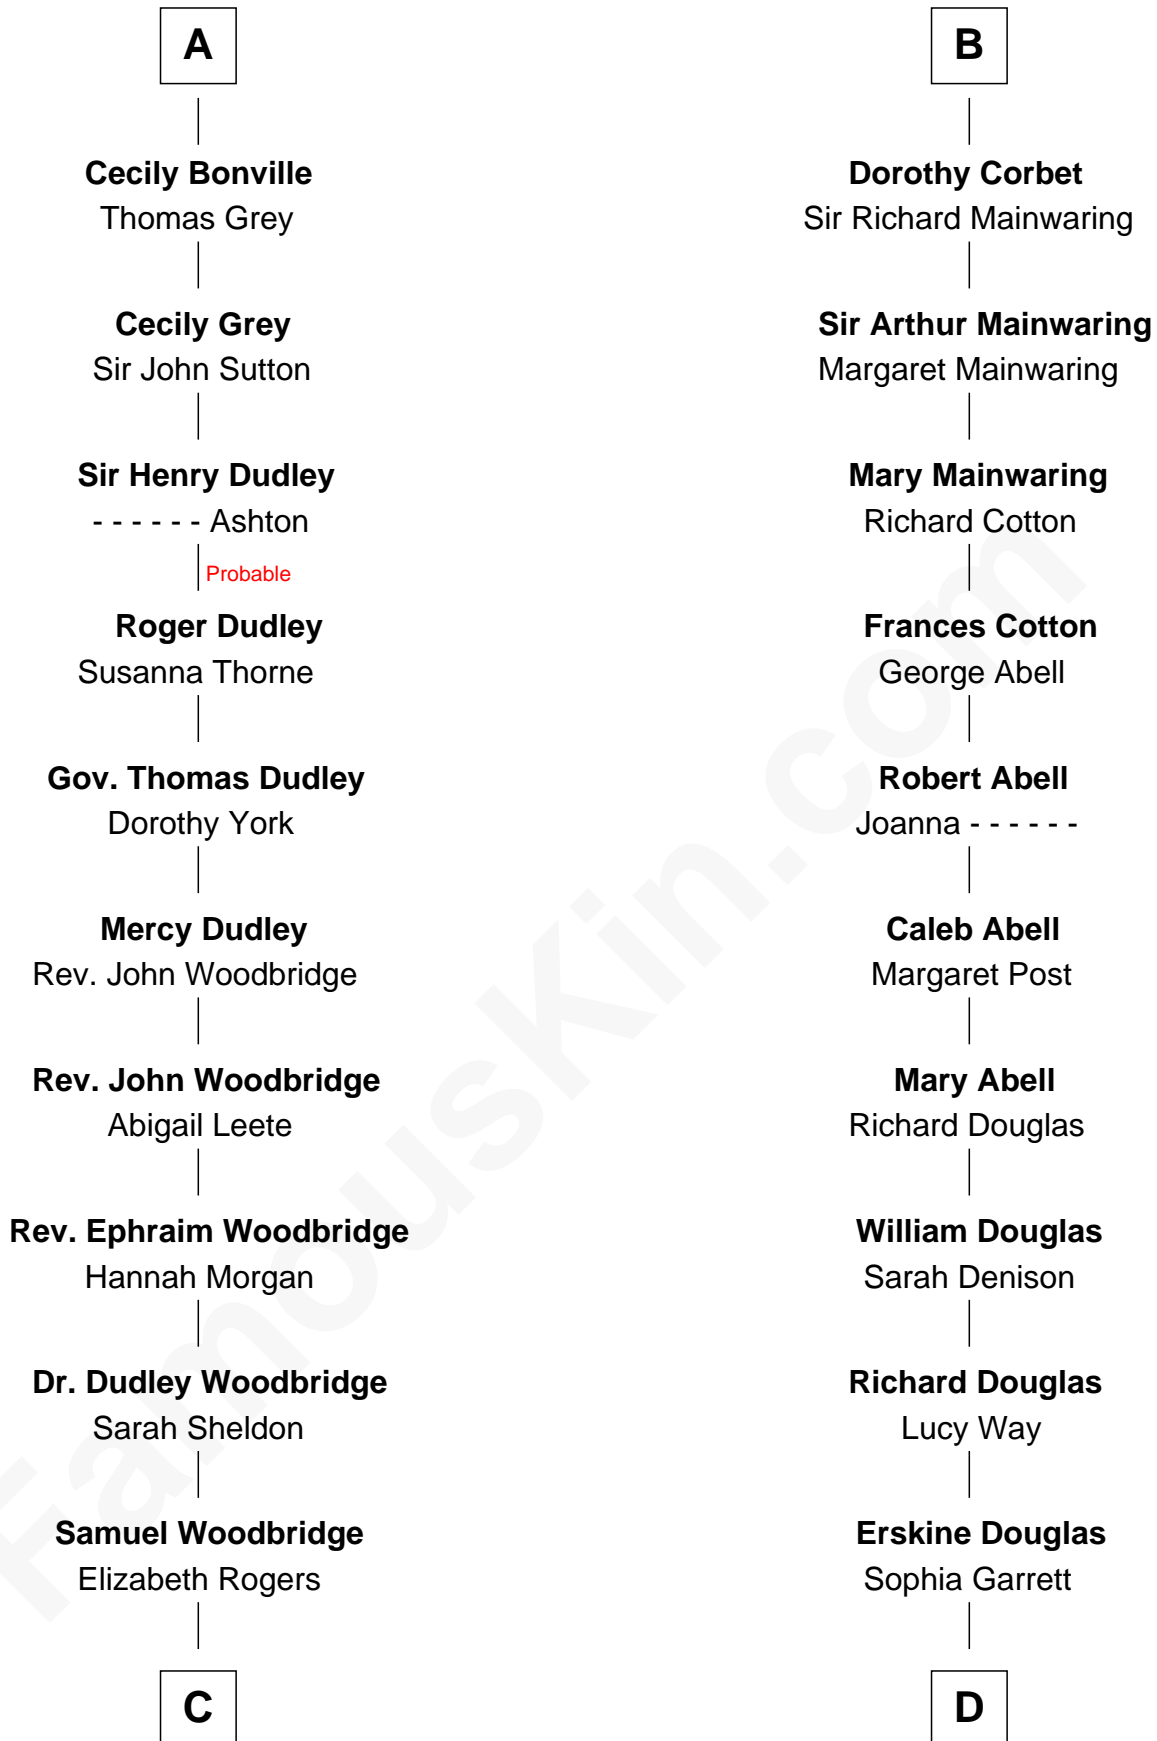 A
Cecily Bonville
Thomas Grey
Cecily Grey
Sir John Sutton
Sir Henry Dudley
- - - - - - Ashton
Probable
Roger Dudley
Susanna Thorne
Gov. Thomas Dudley
Dorothy York
Mercy Dudley
Rev. John Woodbridge
Rev. John Woodbridge
Abigail Leete
Rev. Ephraim Woodbridge
Hannah Morgan
Dr. Dudley Woodbridge
Sarah Sheldon
Samuel Woodbridge
Elizabeth Rogers
C
B
Dorothy Corbet
Sir Richard Mainwaring
Sir Arthur Mainwaring
Margaret Mainwaring
Mary Mainwaring
Richard Cotton
Frances Cotton
George Abell
Robert Abell
Joanna - - - - - -
Caleb Abell
Margaret Post
Mary Abell
Richard Douglas
William Douglas
Sarah Denison
Richard Douglas
Lucy Way
Erskine Douglas
Sophia Garrett
D
FamousKin.com